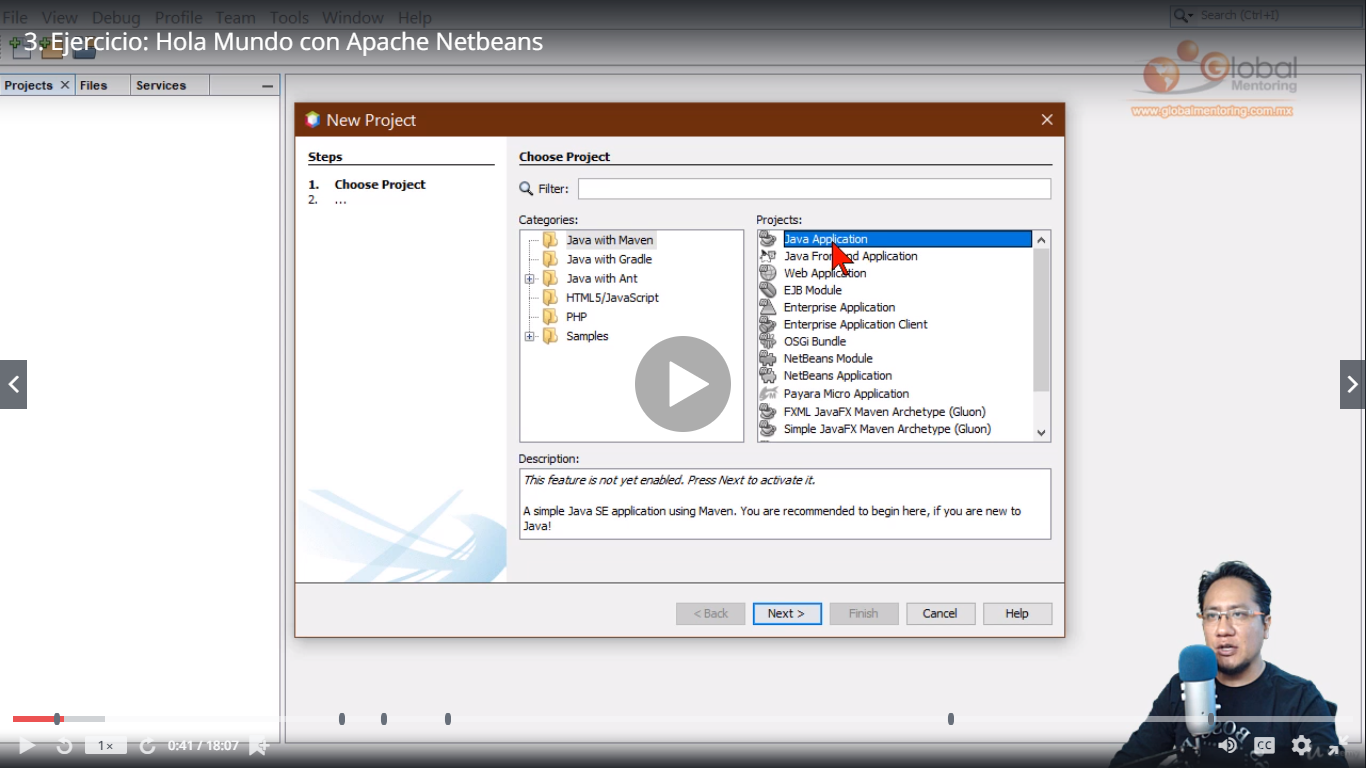 File View Debug Profile Team Tools Window Help
Search (Ctrl+I)
3. Ejercicio: Hola Mundo con Apache Netbeans
Global
Mentoring
www.globalmentoring.com.mx
Projects Files Services
New Project
Steps
1. Choose Project
2. ...
Choose Project
Filter:
Categories:
Java with Maven
Java with Gradle
Java with Ant
HTML5/JavaScript
PHP
Samples
Projects:
Java Application
Java Frontend Application
Web Application
EJB Module
Enterprise Application
Enterprise Application Client
OSGi Bundle
NetBeans Module
NetBeans Application
Payara Micro Application
FXML JavaFX Maven Archetype (Gluon)
Simple JavaFX Maven Archetype (Gluon)
Description:
This feature is not yet enabled. Press Next to activate it.
A simple Java SE application using Maven. You are recommended to begin here, if you are new to
Java!
< Back Next > Finish Cancel Help
1× 0:41 / 18:07 CC